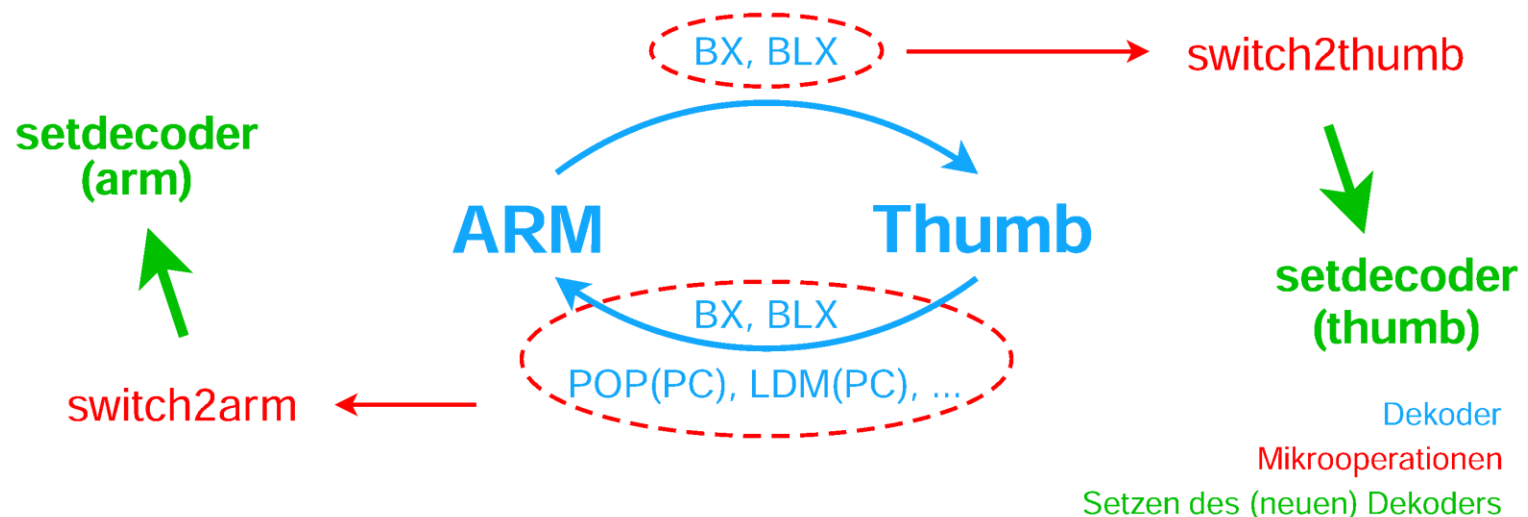 BX, BLX
switch2thumb
setdecoder
(arm)
ARM
Thumb
setdecoder
(thumb)
BX, BLX
POP(PC), LDM(PC), ...
switch2arm
Dekoder
Mikrooperationen
Setzen des (neuen) Dekoders